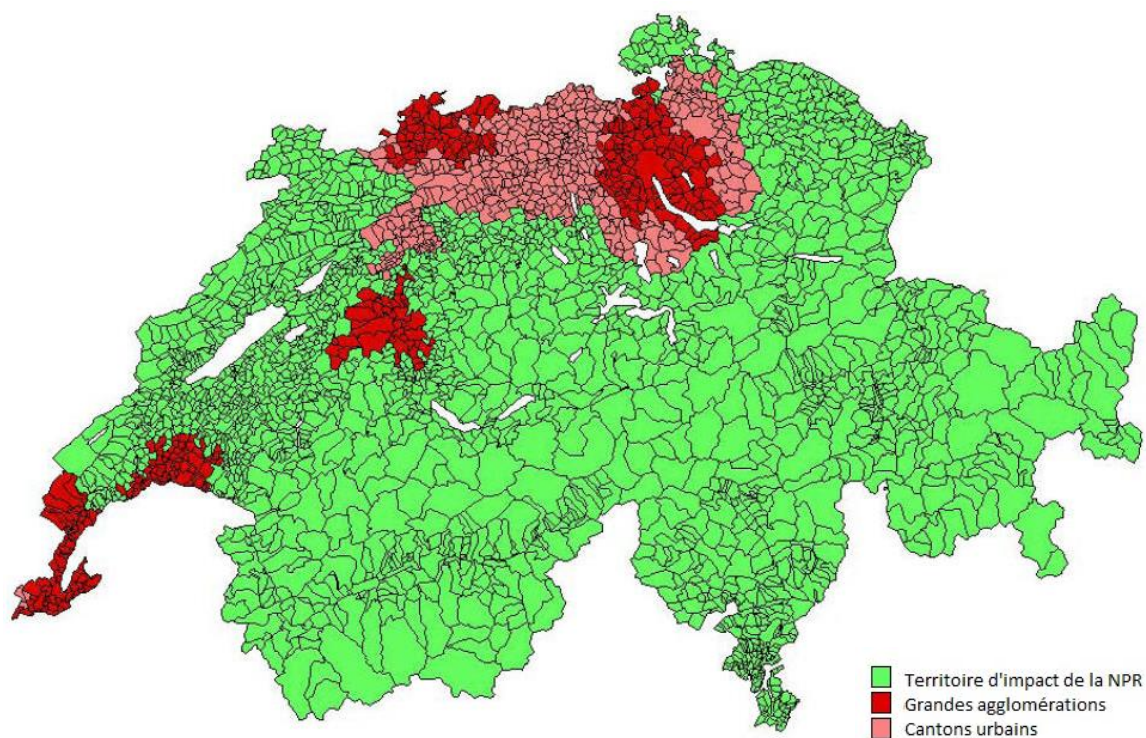 Territoire d'impact de la NPR
Grandes agglomérations
Cantons urbains